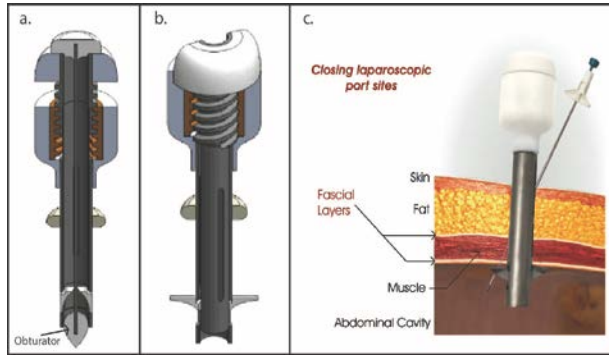 a.
Obturator
b.
c.
Closing laparoscopic
port sites
Skin
Fascial
Layers
Fat
Muscle
Abdominal Cavity